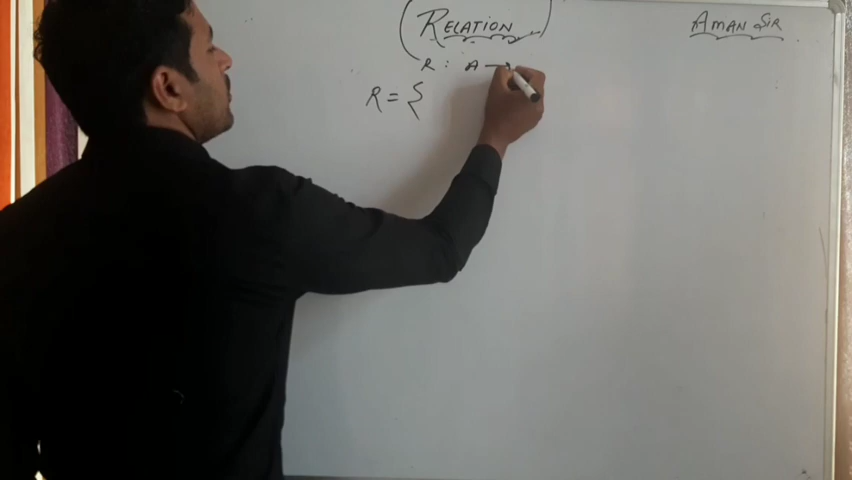 RELATION
AMAN SIR
R : A →
R = {